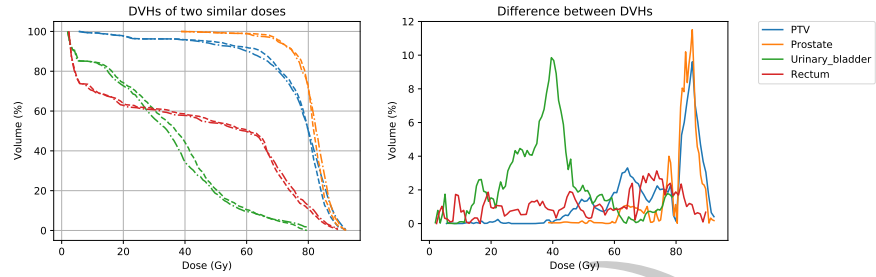 DVHs of two similar doses
Volume (%)
100
80
60
40
20
0
0 20 40 60 80
Dose (Gy)
Difference between DVHs
Volume (%)
12
10
8
6
4
2
0
0 20 40 60 80
Dose (Gy)
PTV
Prostate
Urinary_bladder
Rectum